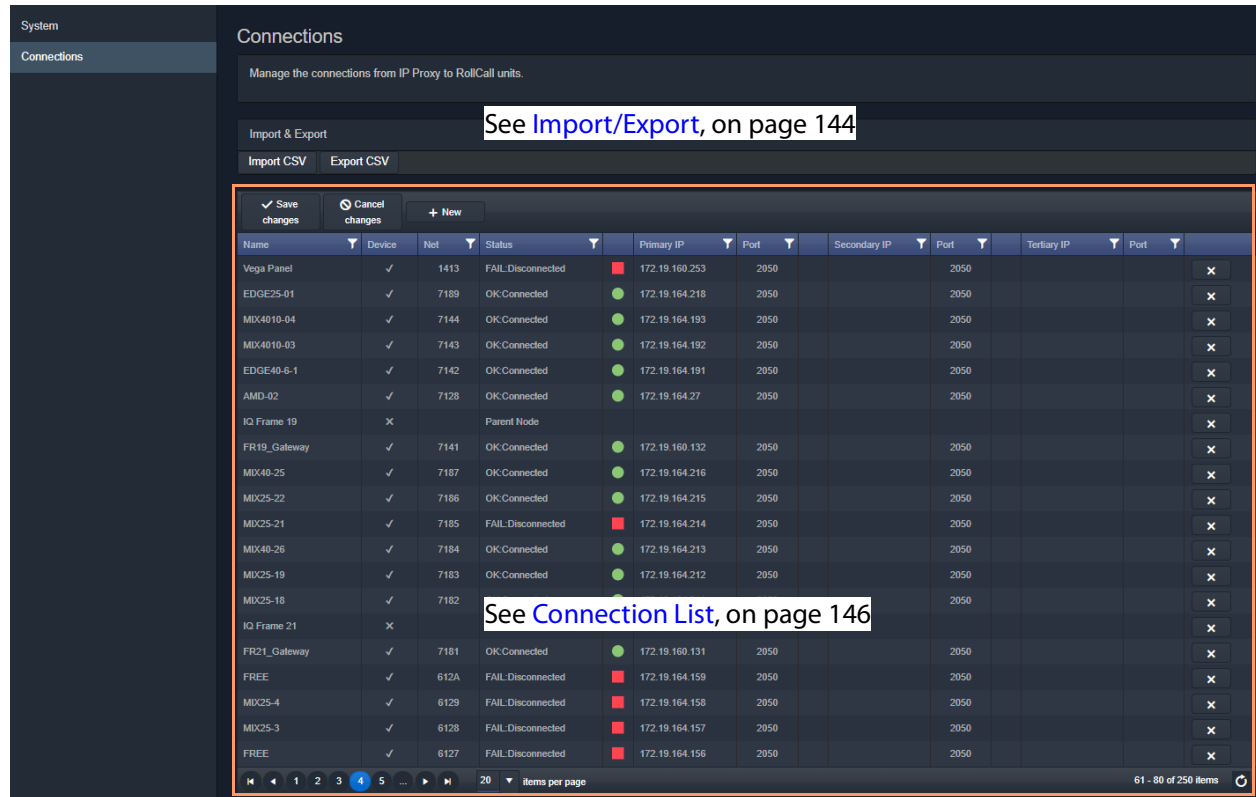 System
Connections
Connections
Manage the connections from IP Proxy to RollCall units.
See Import/Export, on page 144
Import & Export
Import CSV Export CSV
Save changes Cancel changes + New
Name Device Net Status Primary IP Port Secondary IP Port Tertiary IP Port
Vega Panel ✓ 1413 FAIL:Disconnected 172.19.160.253 2050 2050 ×
EDGE25-01 ✓ 7189 OK:Connected 172.19.164.218 2050 2050 ×
MIX4010-04 ✓ 7144 OK:Connected 172.19.164.193 2050 2050 ×
MIX4010-03 ✓ 7143 OK:Connected 172.19.164.192 2050 2050 ×
EDGE40-6-1 ✓ 7142 OK:Connected 172.19.164.191 2050 2050 ×
AMD-02 ✓ 7128 OK:Connected 172.19.164.27 2050 2050 ×
IQ Frame 19 × Parent Node ×
FR19_Gateway ✓ 7141 OK:Connected 172.19.160.132 2050 2050 ×
MIX40-25 ✓ 7187 OK:Connected 172.19.164.216 2050 2050 ×
MIX25-22 ✓ 7186 OK:Connected 172.19.164.215 2050 2050 ×
MIX25-21 ✓ 7185 FAIL:Disconnected 172.19.164.214 2050 2050 ×
MIX40-26 ✓ 7184 OK:Connected 172.19.164.213 2050 2050 ×
MIX25-19 ✓ 7183 OK:Connected 172.19.164.212 2050 2050 ×
MIX25-18 ✓ 7182 2050 ×
See Connection List, on page 146
IQ Frame 21 × ×
FR21_Gateway ✓ 7181 OK:Connected 172.19.160.131 2050 2050 ×
FREE ✓ 612A FAIL:Disconnected 172.19.164.159 2050 2050 ×
MIX25-4 ✓ 6129 FAIL:Disconnected 172.19.164.158 2050 2050 ×
MIX25-3 ✓ 6128 FAIL:Disconnected 172.19.164.157 2050 2050 ×
FREE ✓ 6127 FAIL:Disconnected 172.19.164.156 2050 2050 ×
1 2 3 4 5 ... 20 items per page 61 - 80 of 250 items